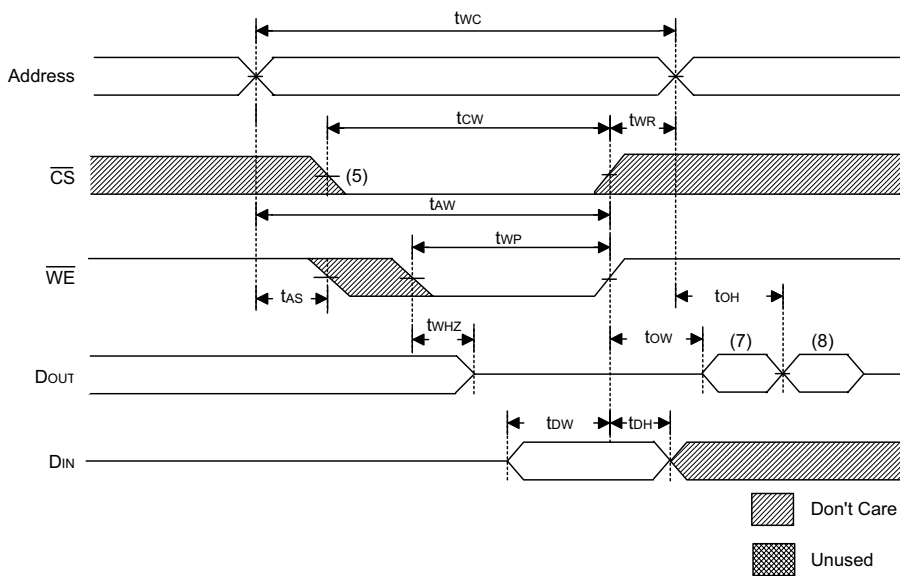 tWC
Address
tCW
tWR
CS
(5)
tAW
tWP
WE
tAS
tOH
tWHZ
tOW
(7)
(8)
DOUT
tDW
tDH
DIN
Don't Care
Unused